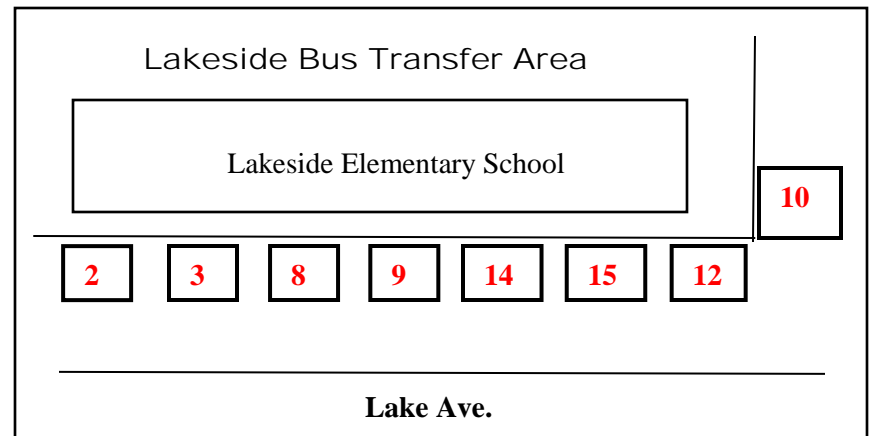 Lakeside Bus Transfer Area
Lakeside Elementary School
10
2 3 8 9 14 15 12
Lake Ave.